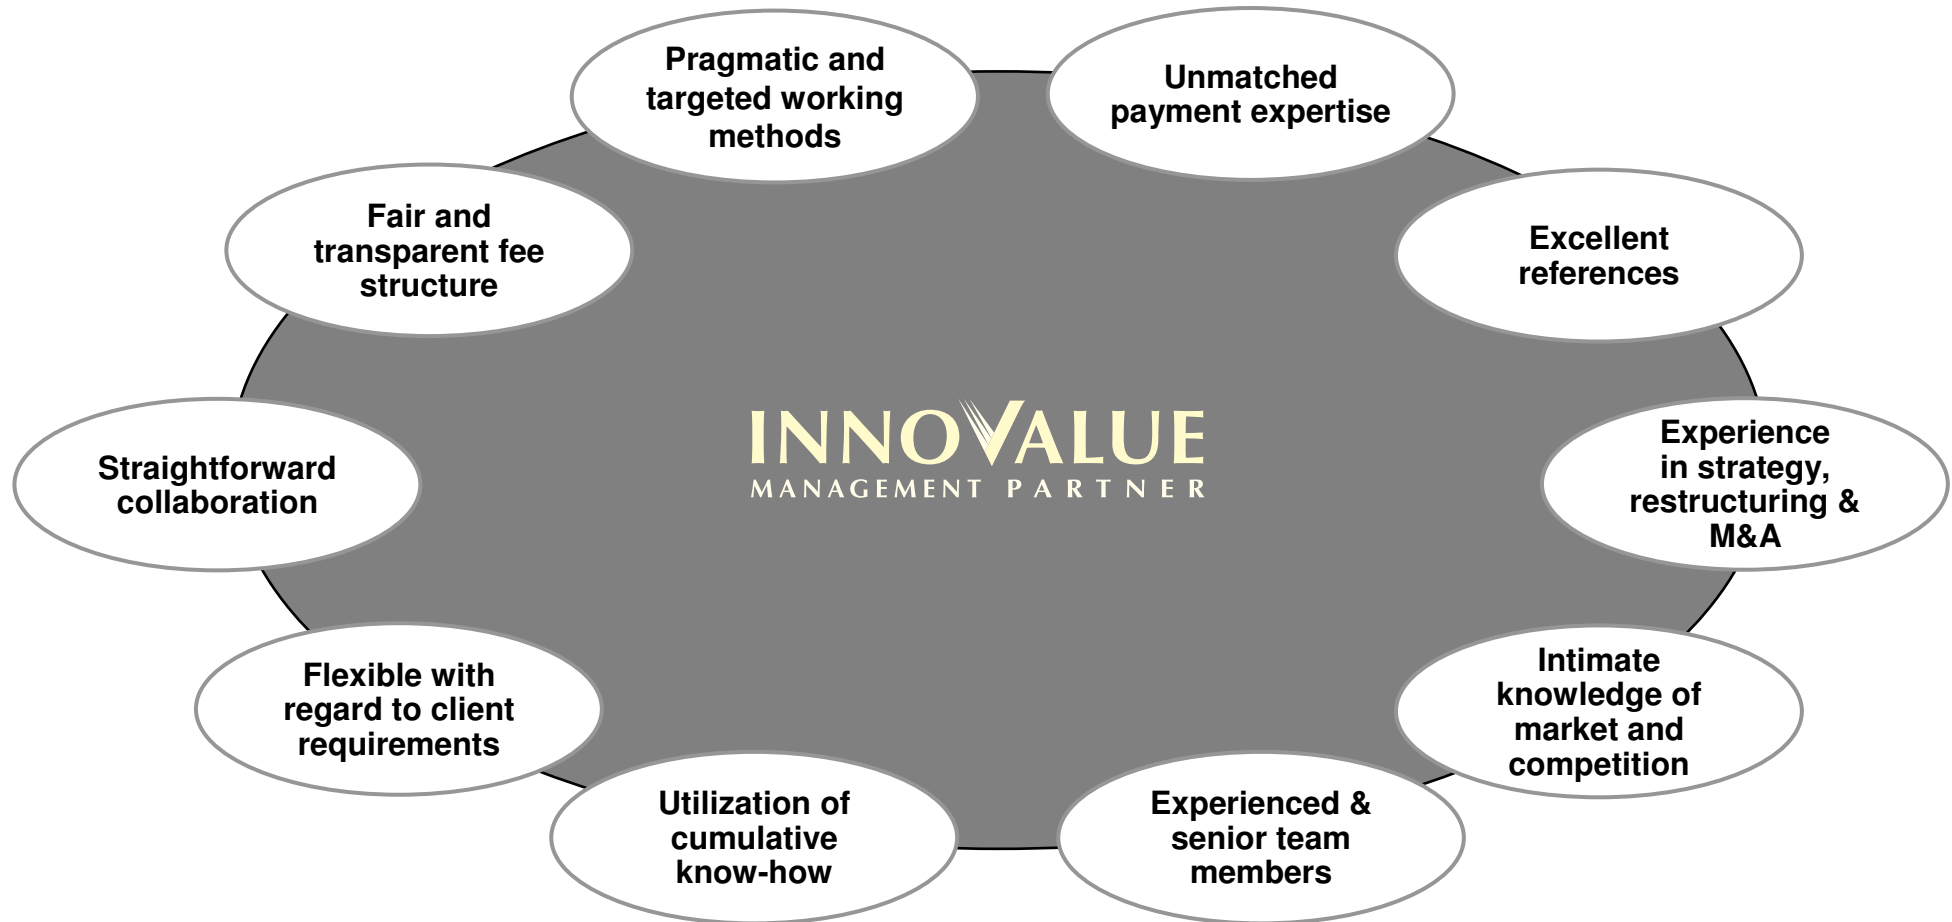 Pragmatic and
targeted working
methods
Unmatched
payment expertise
Fair and
transparent fee
structure
Excellent
references
INNOVALUE
MANAGEMENT PARTNER
Straightforward
collaboration
Experience
in strategy,
restructuring &
M&A
Flexible with
regard to client
requirements
Intimate
knowledge of
market and
competition
Utilization of
cumulative
know-how
Experienced &
senior team
members